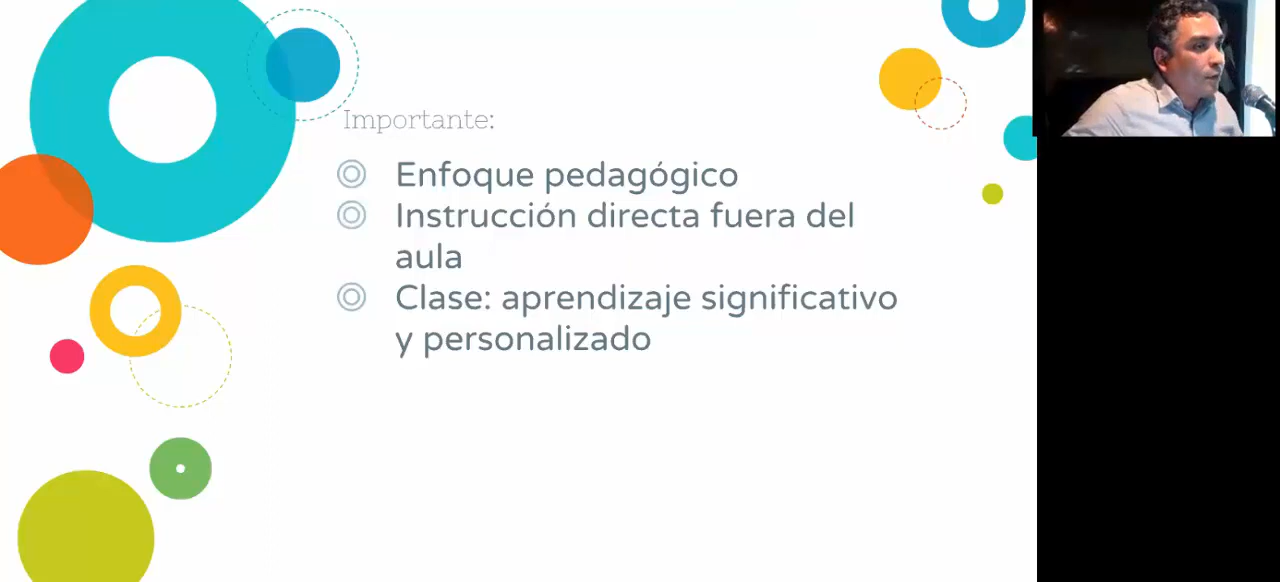 Importante:
Enfoque pedagógico
Instrucción directa fuera del
aula
Clase: aprendizaje significativo
y personalizado